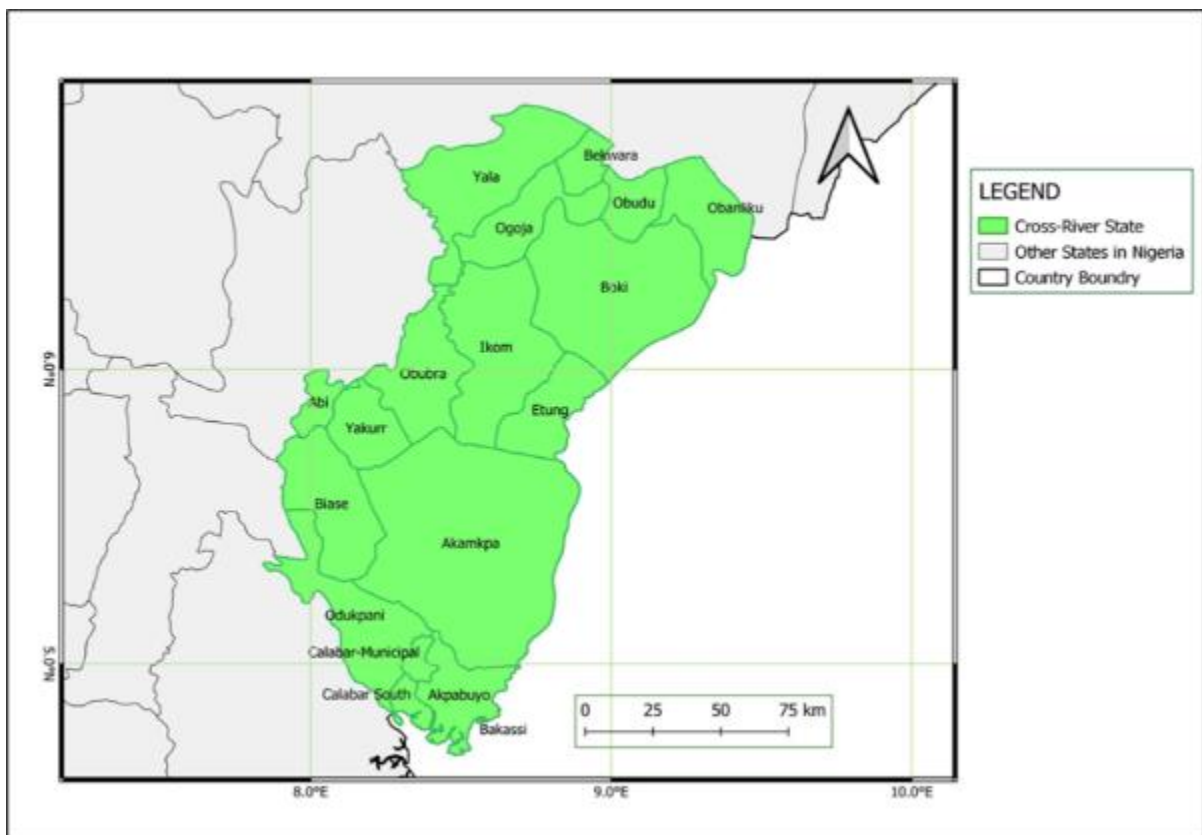 Bekwara
Yala
Obudu
Obanliku
Ogoja
Boki
Ikom
Obubra
Abi
Etung
Yakurr
Biase
Akamkpa
Odukpani
Calabar-Municipal
Calabar South
Akpabuyo
Bakassi
6.0°N
5.0°N
8.0°E
9.0°E
10.0°E
0 25 50 75 km
LEGEND
Cross-River State
Other States in Nigeria
Country Boundry